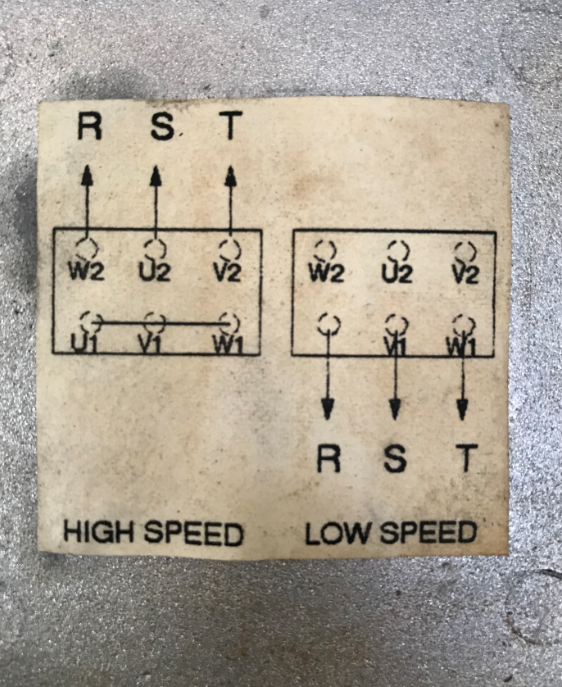 R S T
W2 U2 V2
U1 V1 W1
HIGH SPEED
W2 U2 V2
V1 W1
R S T
LOW SPEED